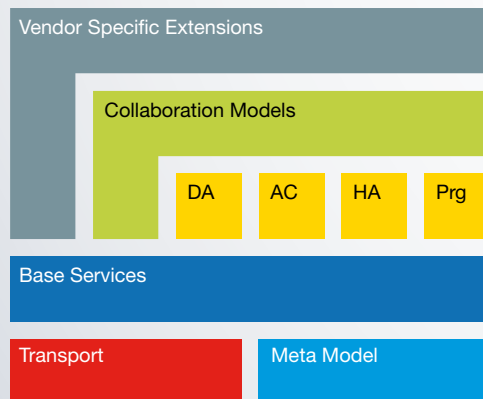 Vendor Specific Extensions
Collaboration Models
DA AC HA Prg
Base Services
Transport Meta Model